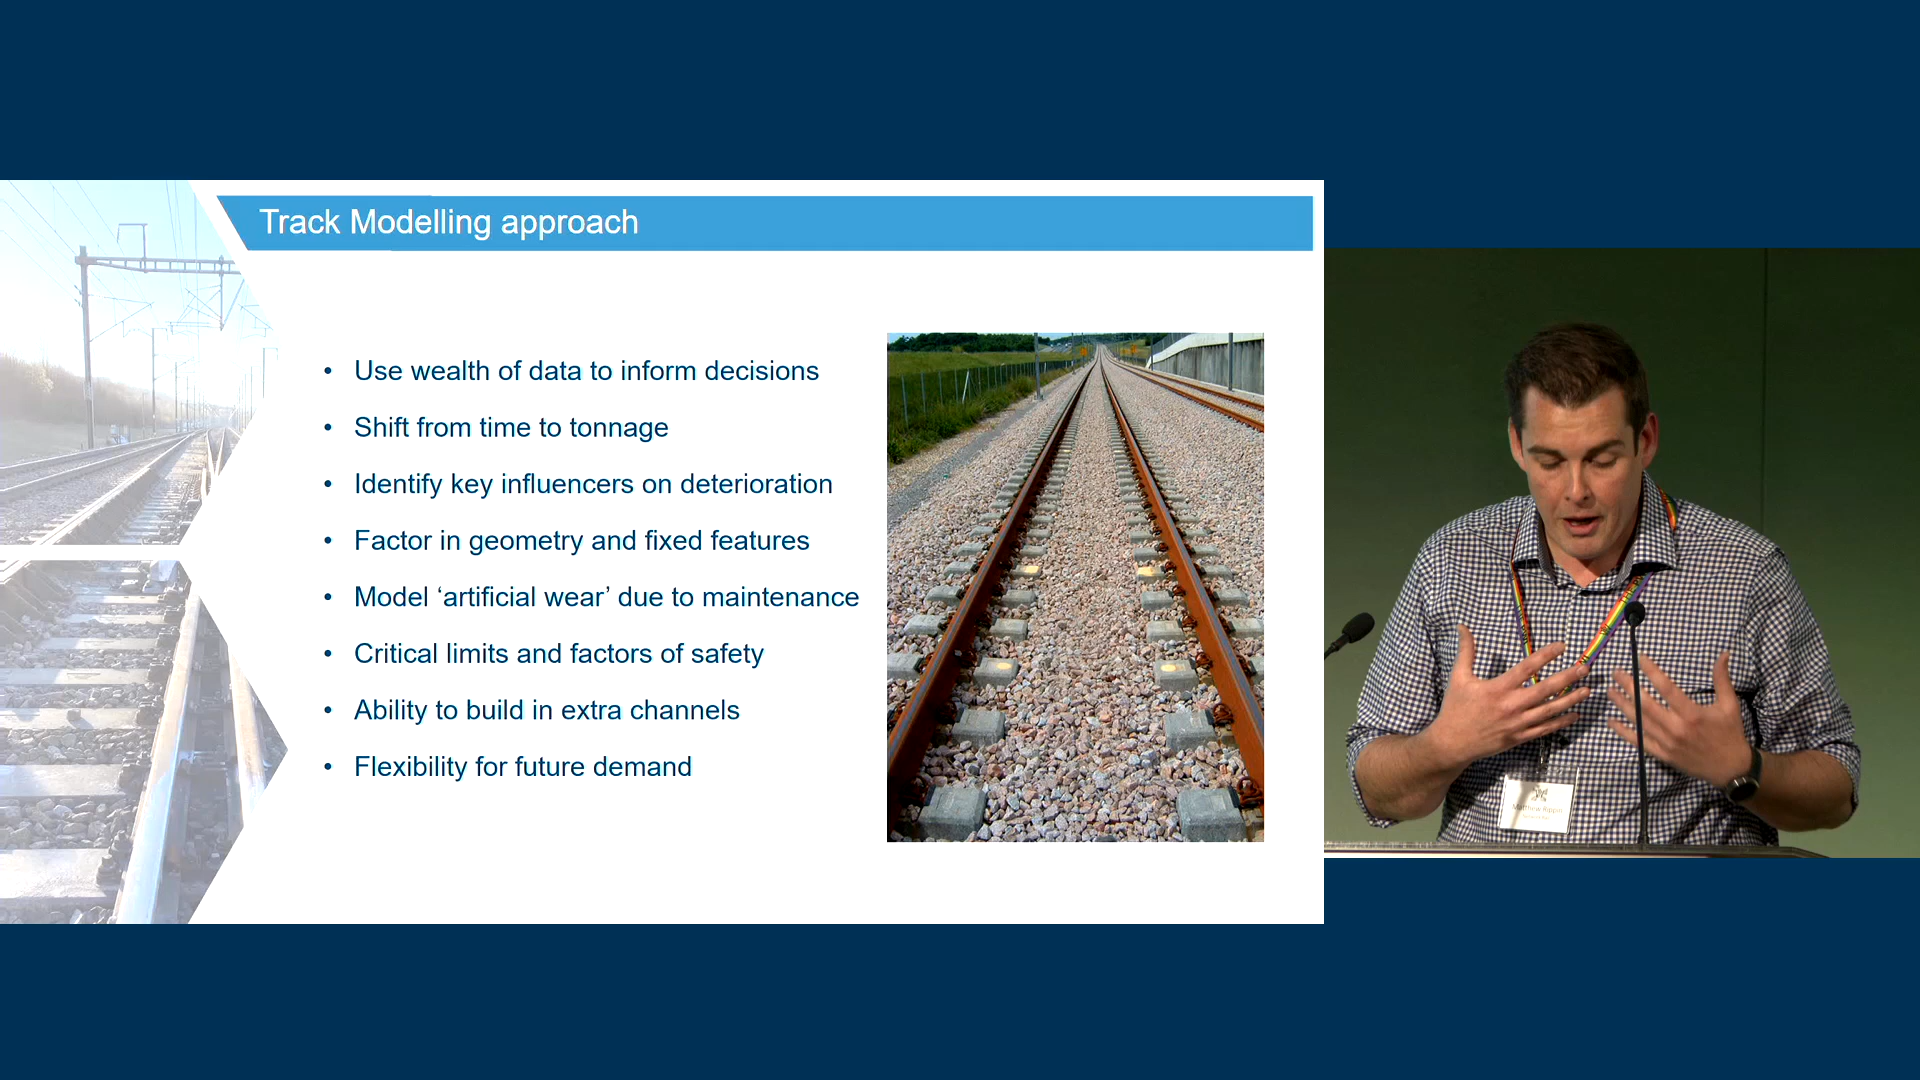 Track Modelling approach
• Use wealth of data to inform decisions
• Shift from time to tonnage
• Identify key influencers on deterioration
• Factor in geometry and fixed features
• Model ‘artificial wear’ due to maintenance
• Critical limits and factors of safety
• Ability to build in extra channels
• Flexibility for future demand
Matthew